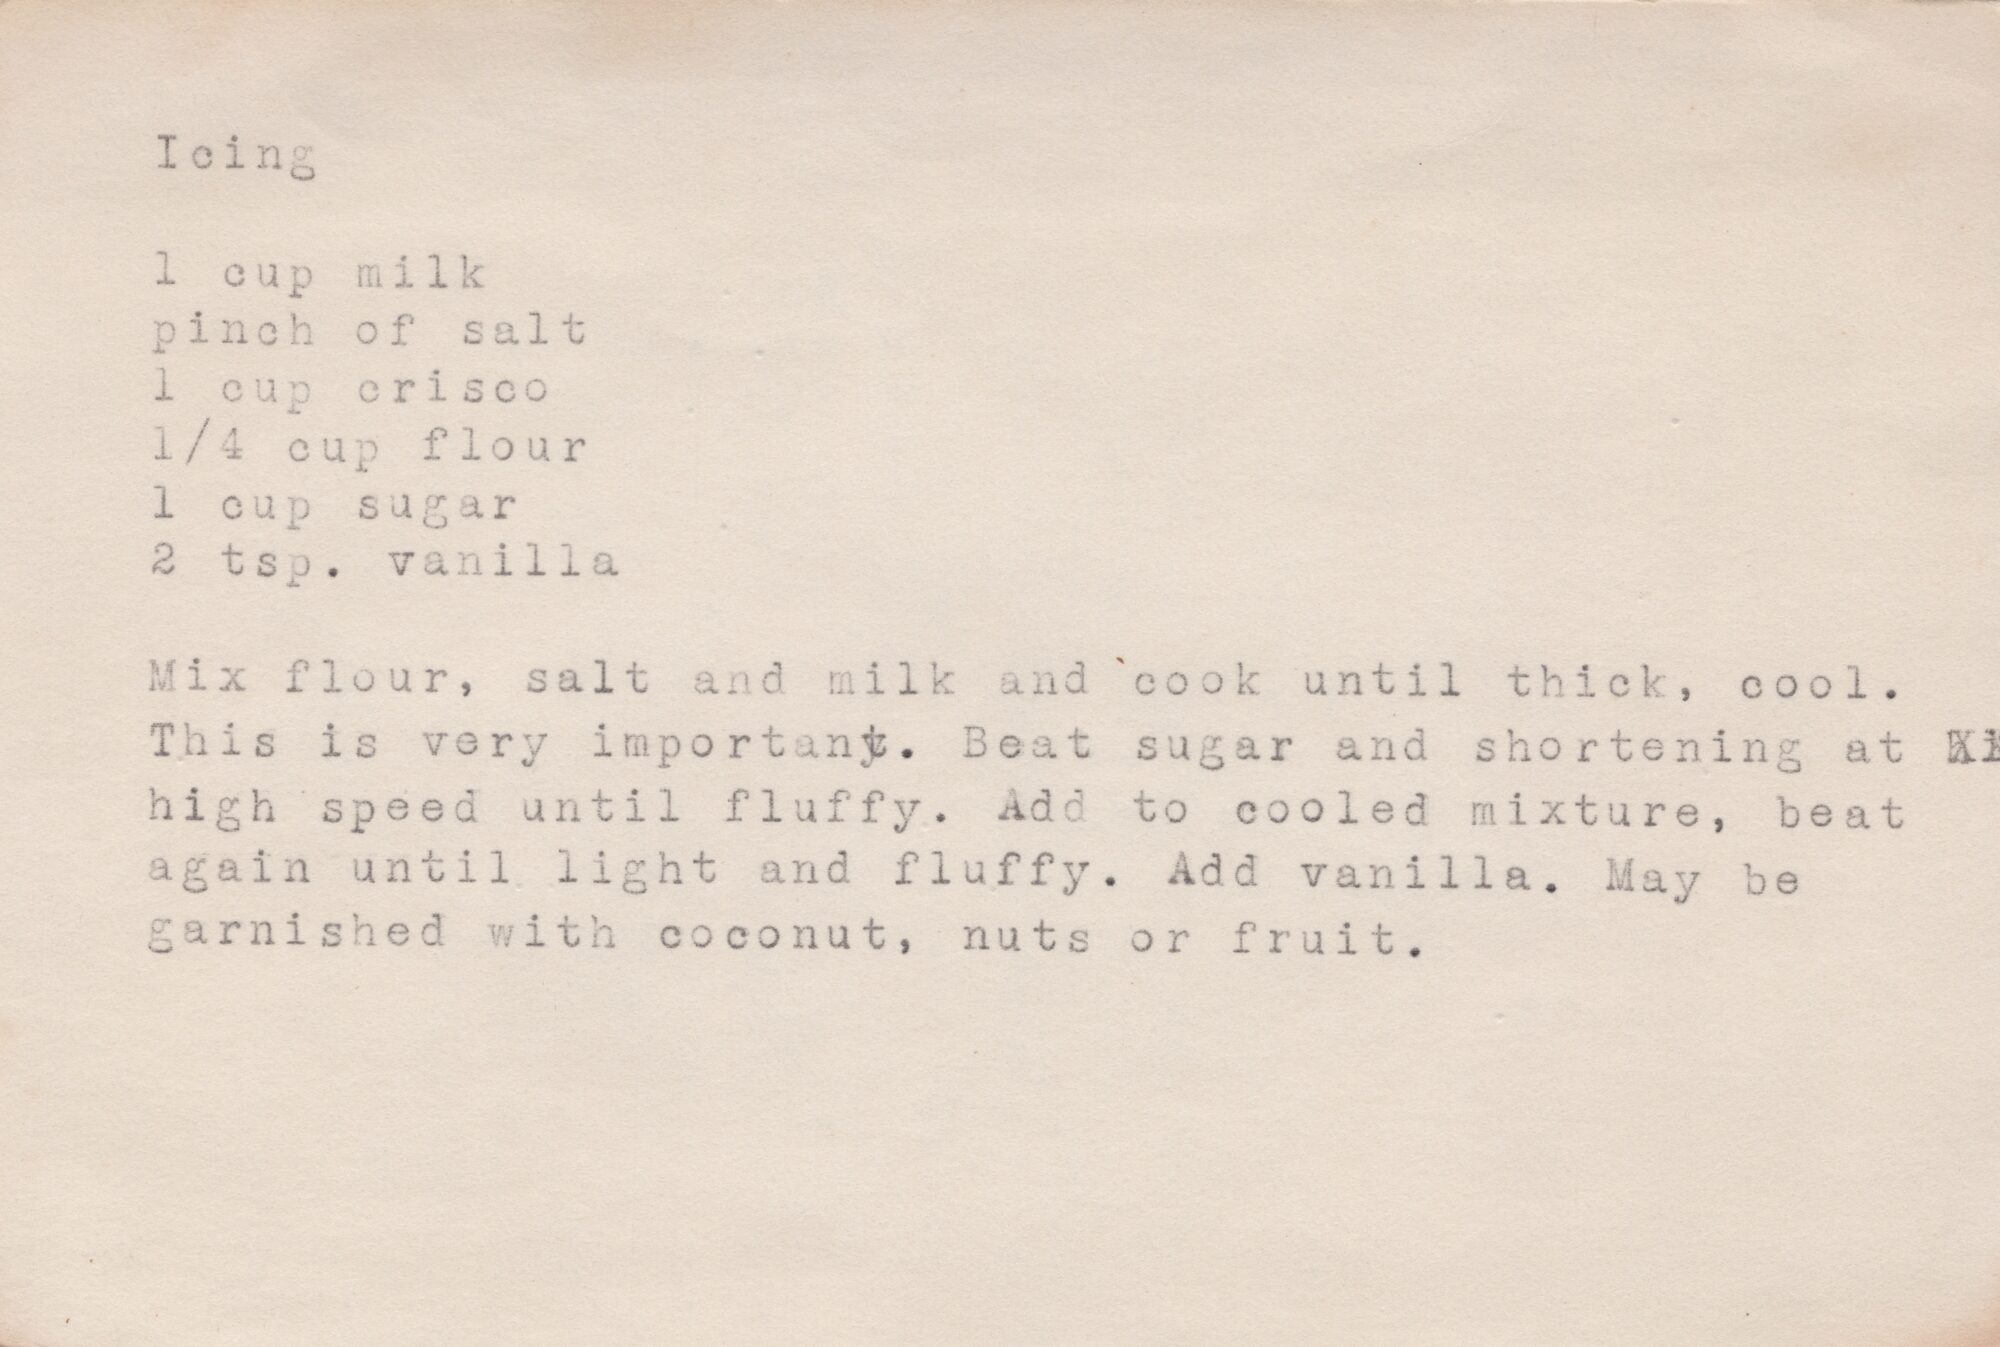 Icing
1 cup milk
pinch of salt
1 cup crisco
1/4 cup flour
1 cup sugar
2 tsp. vanilla
Mix flour, salt and milk and cook until thick, cool.
This is very important. Beat sugar and shortening at
high speed until fluffy. Add to cooled mixture, beat
again until light and fluffy. Add vanilla. May be
garnished with coconut, nuts or fruit.